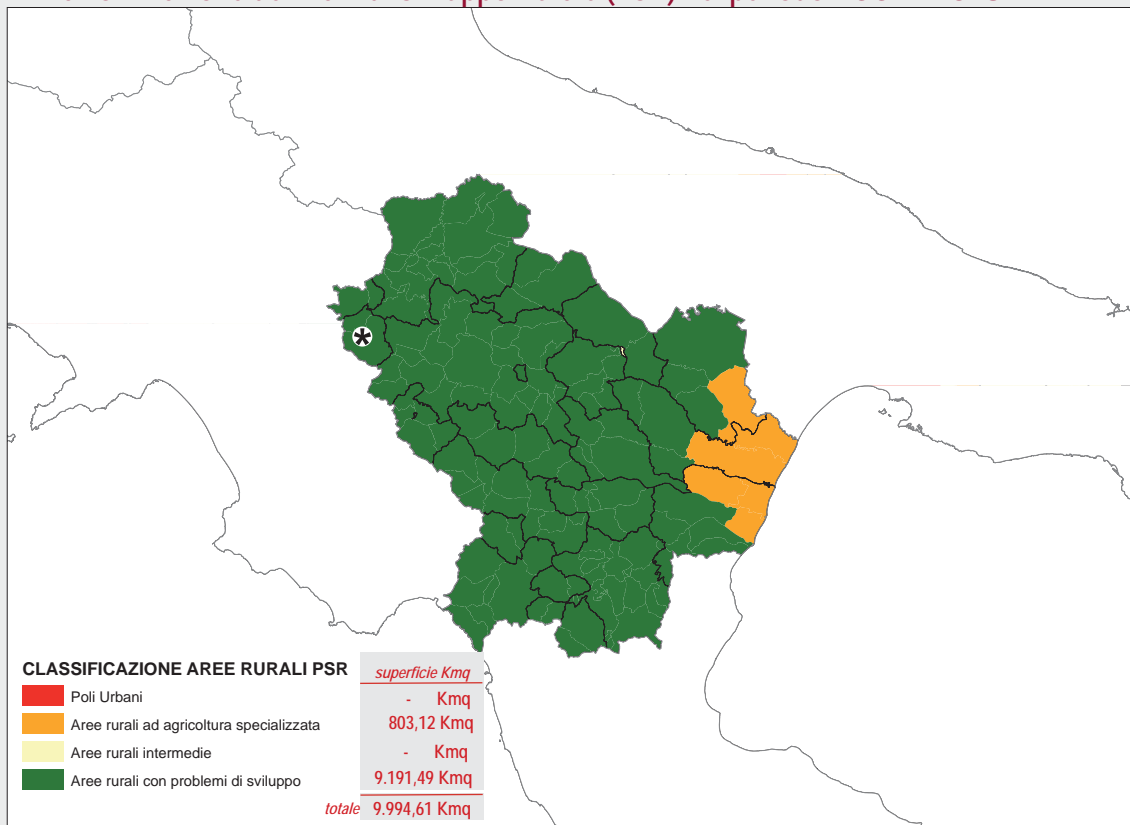 CLASSIFICAZIONE AREE RURALI PSR
superficie Kmq
Poli Urbani - Kmq
Aree rurali ad agricoltura specializzata 803,12 Kmq
Aree rurali intermedie - Kmq
Aree rurali con problemi di sviluppo 9.191,49 Kmq
totale 9.994,61 Kmq